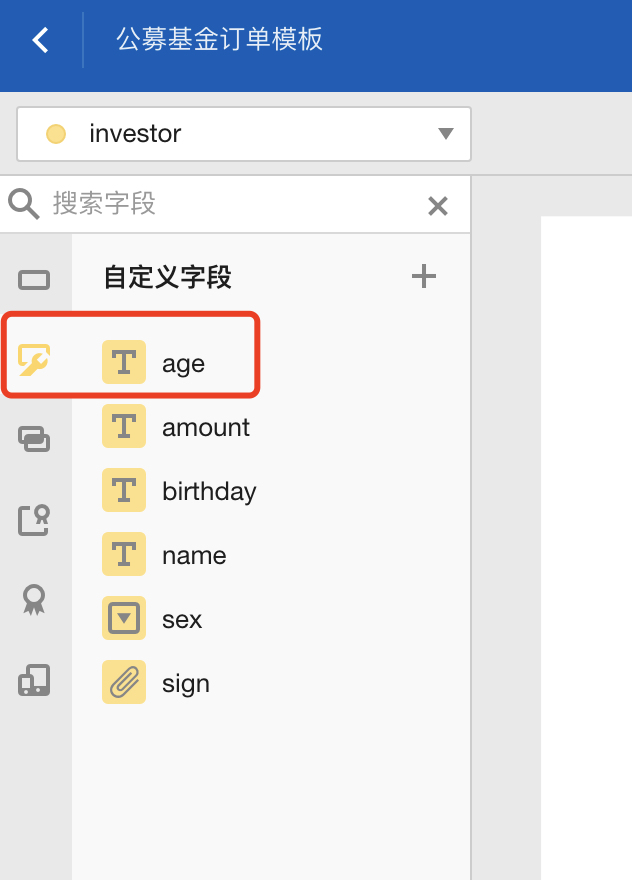 公募基金订单模板
investor
搜索字段
自定义字段
T age
T amount
T birthday
T name
sex
sign